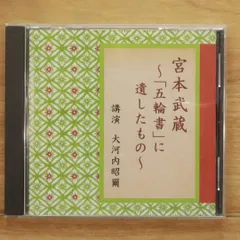 宮本武蔵
～「五輪書」に
遺したもの～
講演 大河内昭爾